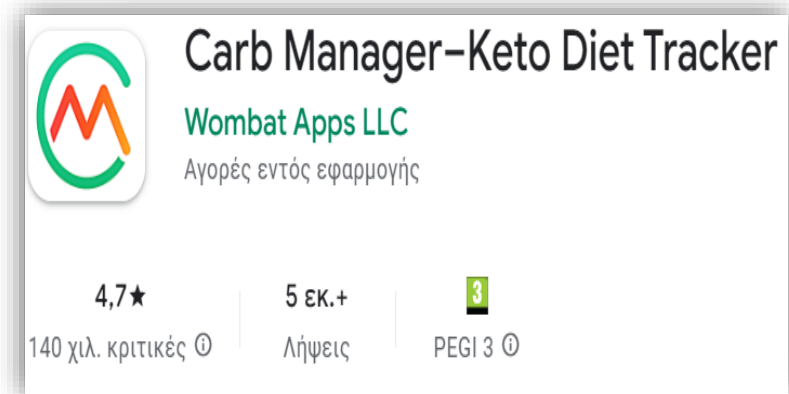 Carb Manager–Keto Diet Tracker
Wombat Apps LLC
Αγορές εντός εφαρμογής
4,7★ 5 εκ.+ 3
140 χιλ. κριτικές Λήψεις PEGI 3